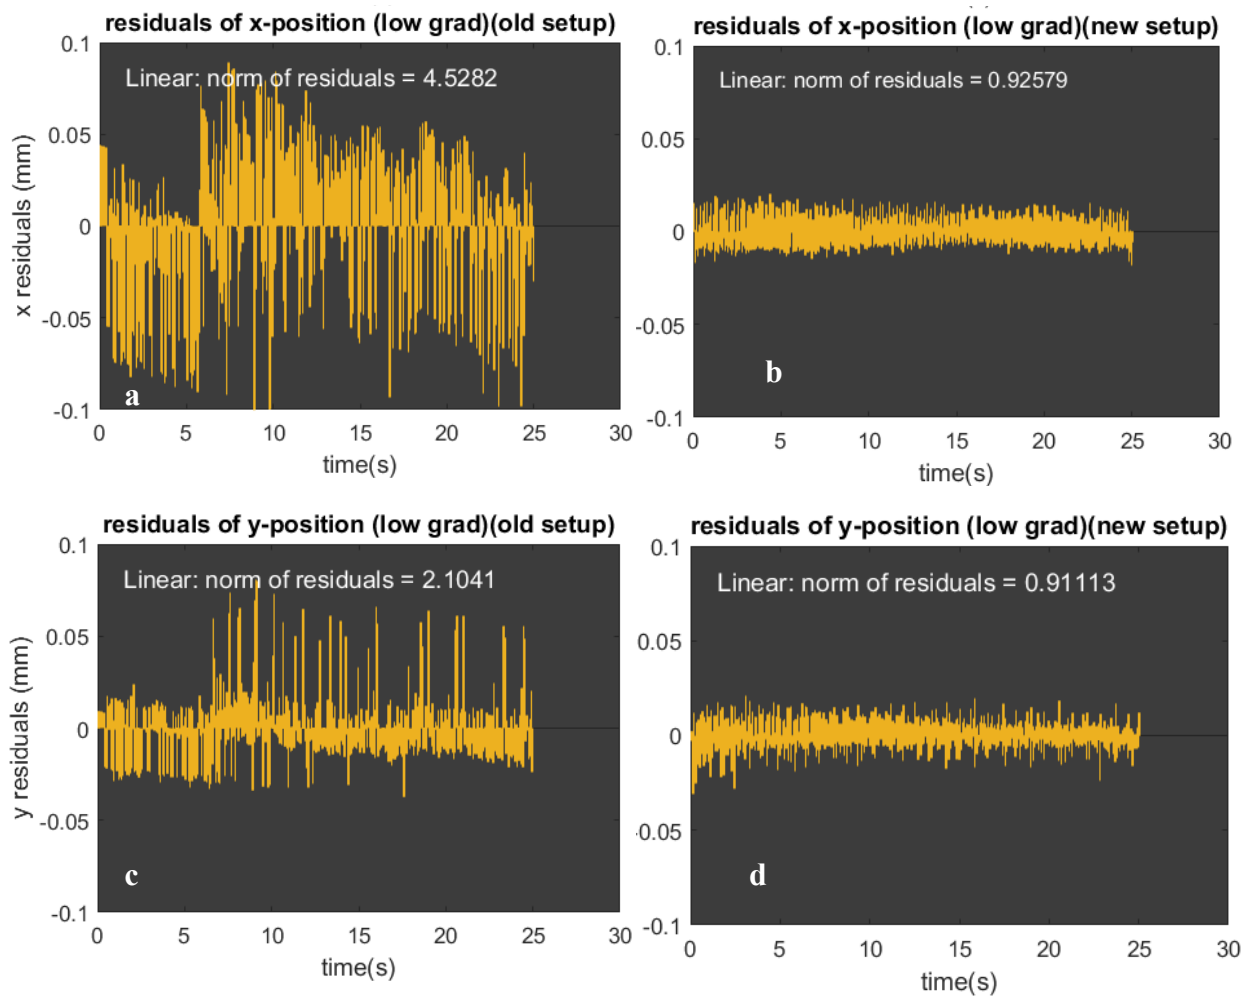 residuals of x-position (low grad)(old setup)
0.1
Linear: norm of residuals = 4.5282
0.05
0
-0.05
-0.1
x residuals (mm)
a
0 5 10 15 20 25 30
time(s)
residuals of x-position (low grad)(new setup)
0.1
Linear: norm of residuals = 0.92579
0.05
0
-0.05
-0.1
b
0 5 10 15 20 25 30
time(s)
residuals of y-position (low grad)(old setup)
0.1
Linear: norm of residuals = 2.1041
0.05
0
-0.05
-0.1
y residuals (mm)
c
0 5 10 15 20 25 30
time(s)
residuals of y-position (low grad)(new setup)
0.1
Linear: norm of residuals = 0.91113
0.05
0
-0.05
-0.1
d
0 5 10 15 20 25 30
time(s)